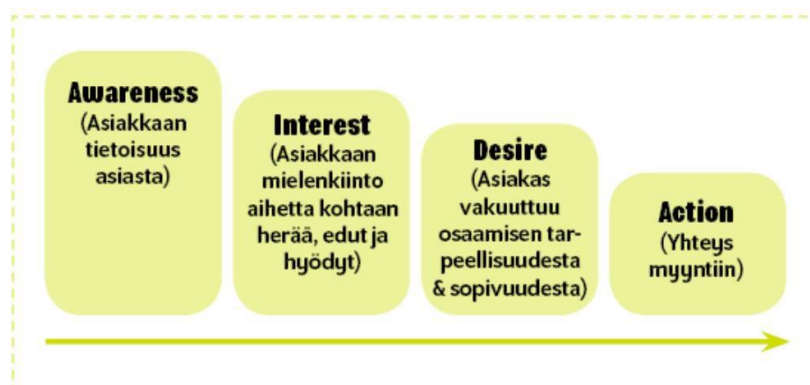 Awareness
(Asiakkaan
tietoisuus
asiasta)
Interest
(Asiakkaan
mielenkiinto
aihetta kohtaan
herää, edut ja
hyödyt)
Desire
(Asiakas
vakuuttuu
osaamisen tar-
peellisuudesta
& sopivuudesta)
Action
(Yhteys
myyntiin)